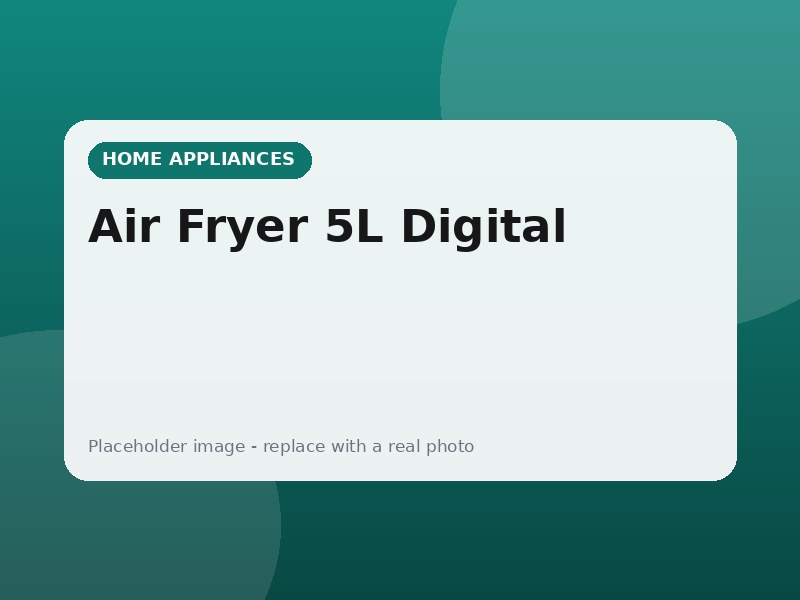 HOME APPLIANCES
Air Fryer 5L Digital
Placeholder image - replace with a real photo